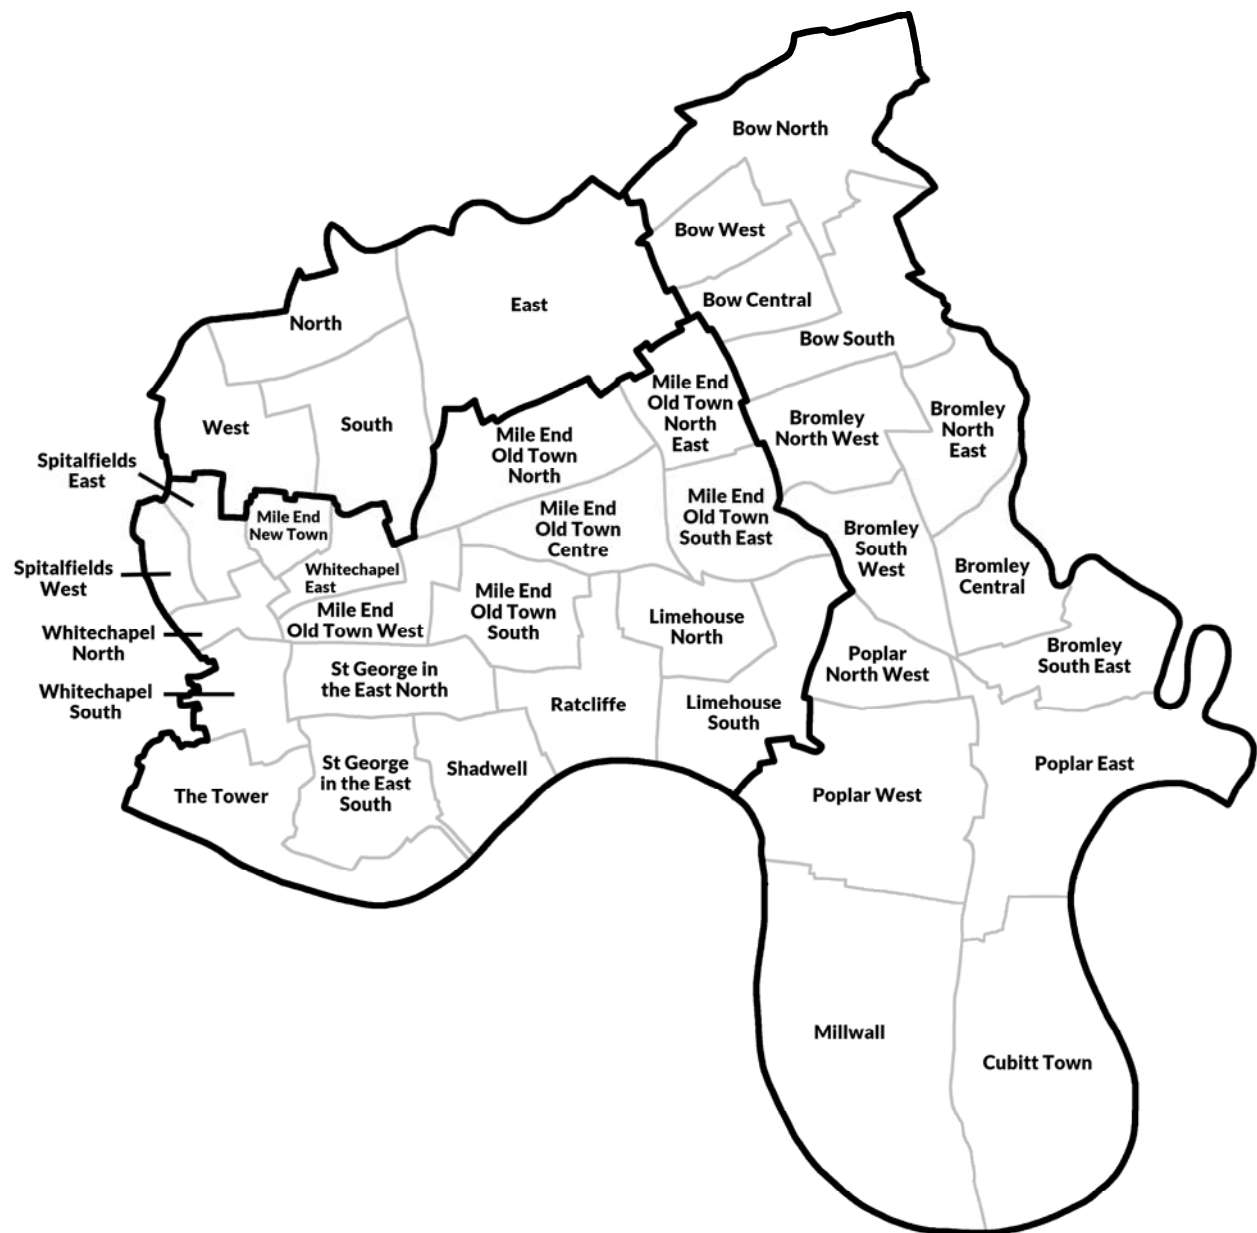 Bow North
Bow West
Bow Central
Bow South
North
East
West
South
Mile End
Old Town
North
East
Mile End
Old Town
North
Bromley
North West
Bromley
North
East
Spitalfields
East
Mile End
New Town
Mile End
Old Town
Centre
Mile End
Old Town
South East
Bromley
South
West
Bromley
Central
Spitalfields
West
Whitechapel
East
Mile End
Old Town West
Mile End
Old Town
South
Limehouse
North
Whitechapel
North
Bromley
South East
Poplar
North West
St George in
the East North
Whitechapel
South
Ratcliffe
Limehouse
South
St George
in the East
South
Shadwell
The Tower
Poplar West
Poplar East
Millwall
Cubitt Town